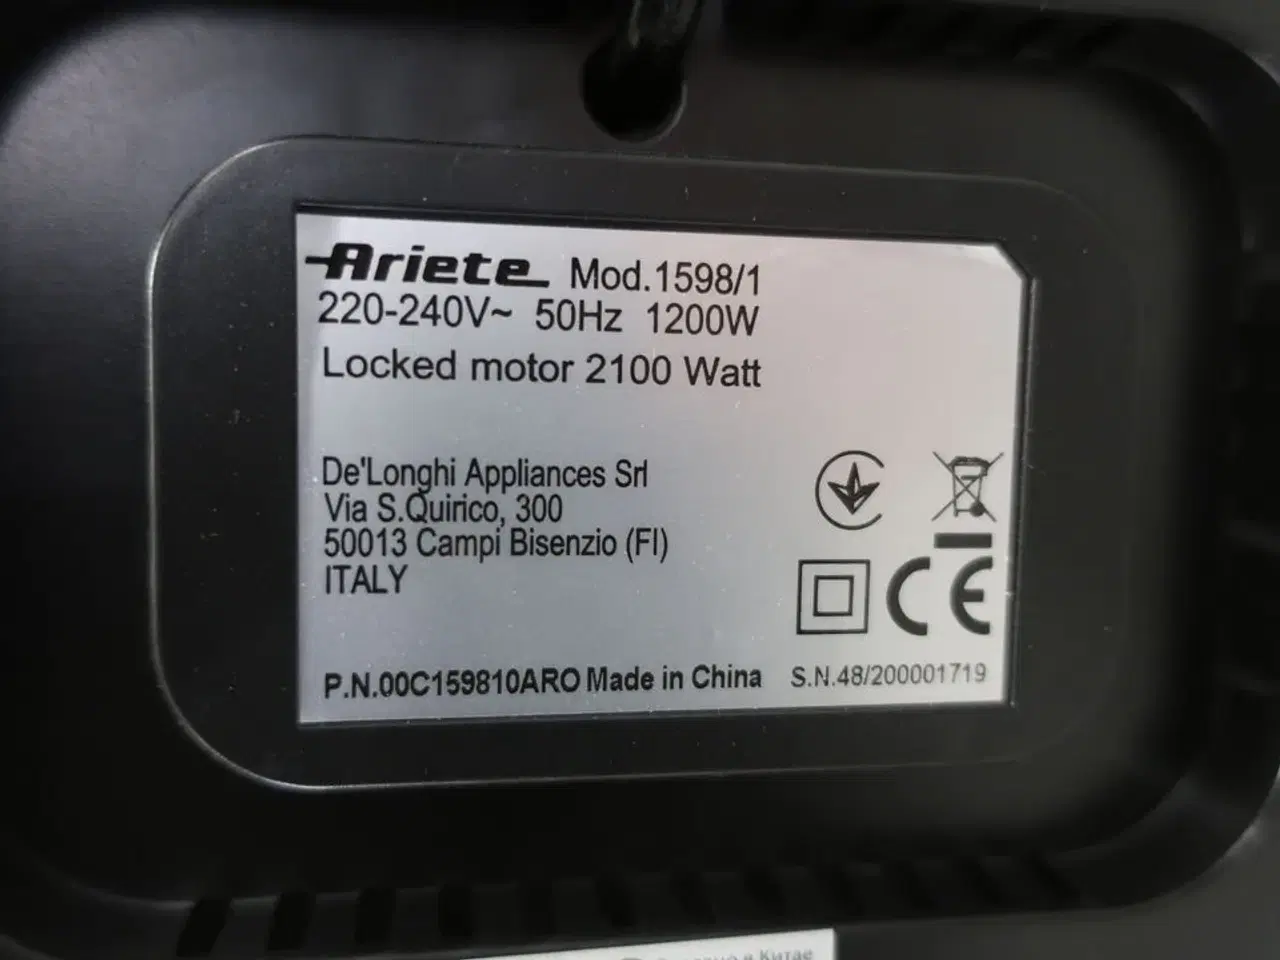 Ariete Mod.1598/1
220-240V~ 50Hz 1200W
Locked motor 2100 Watt
De'Longhi Appliances Srl
Via S.Quirico, 300
50013 Campi Bisenzio (FI)
ITALY
CE
P.N.00C159810ARO Made in China S.N.48/200001719
в Китае